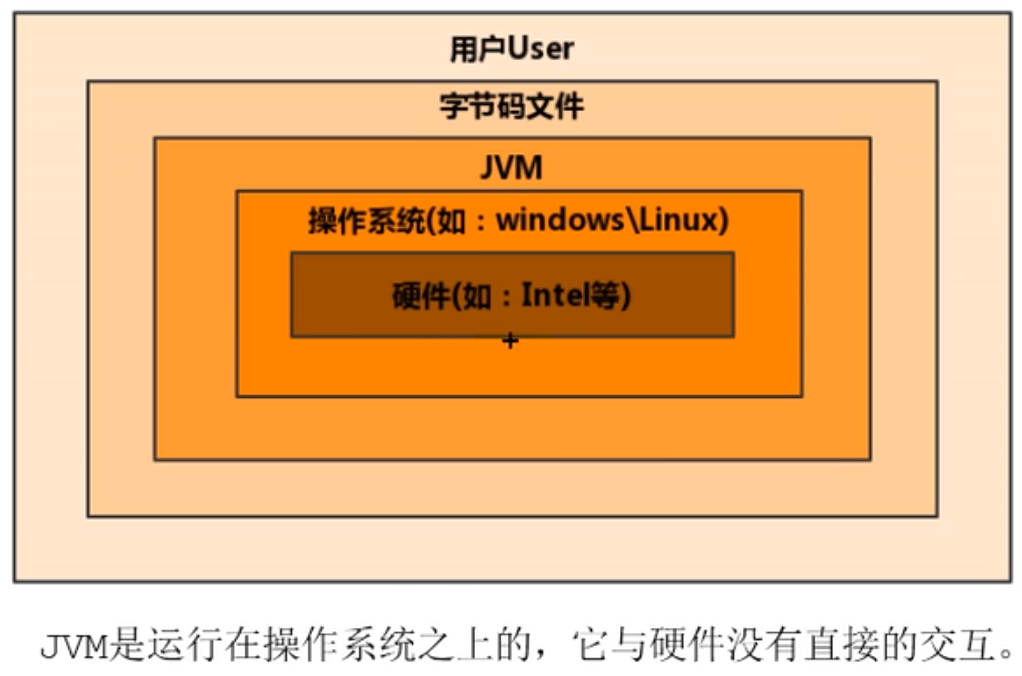 用户User
字节码文件
JVM
操作系统(如：windows\Linux)
硬件(如：Intel等)
+
JVM是运行在操作系统之上的，它与硬件没有直接的交互。